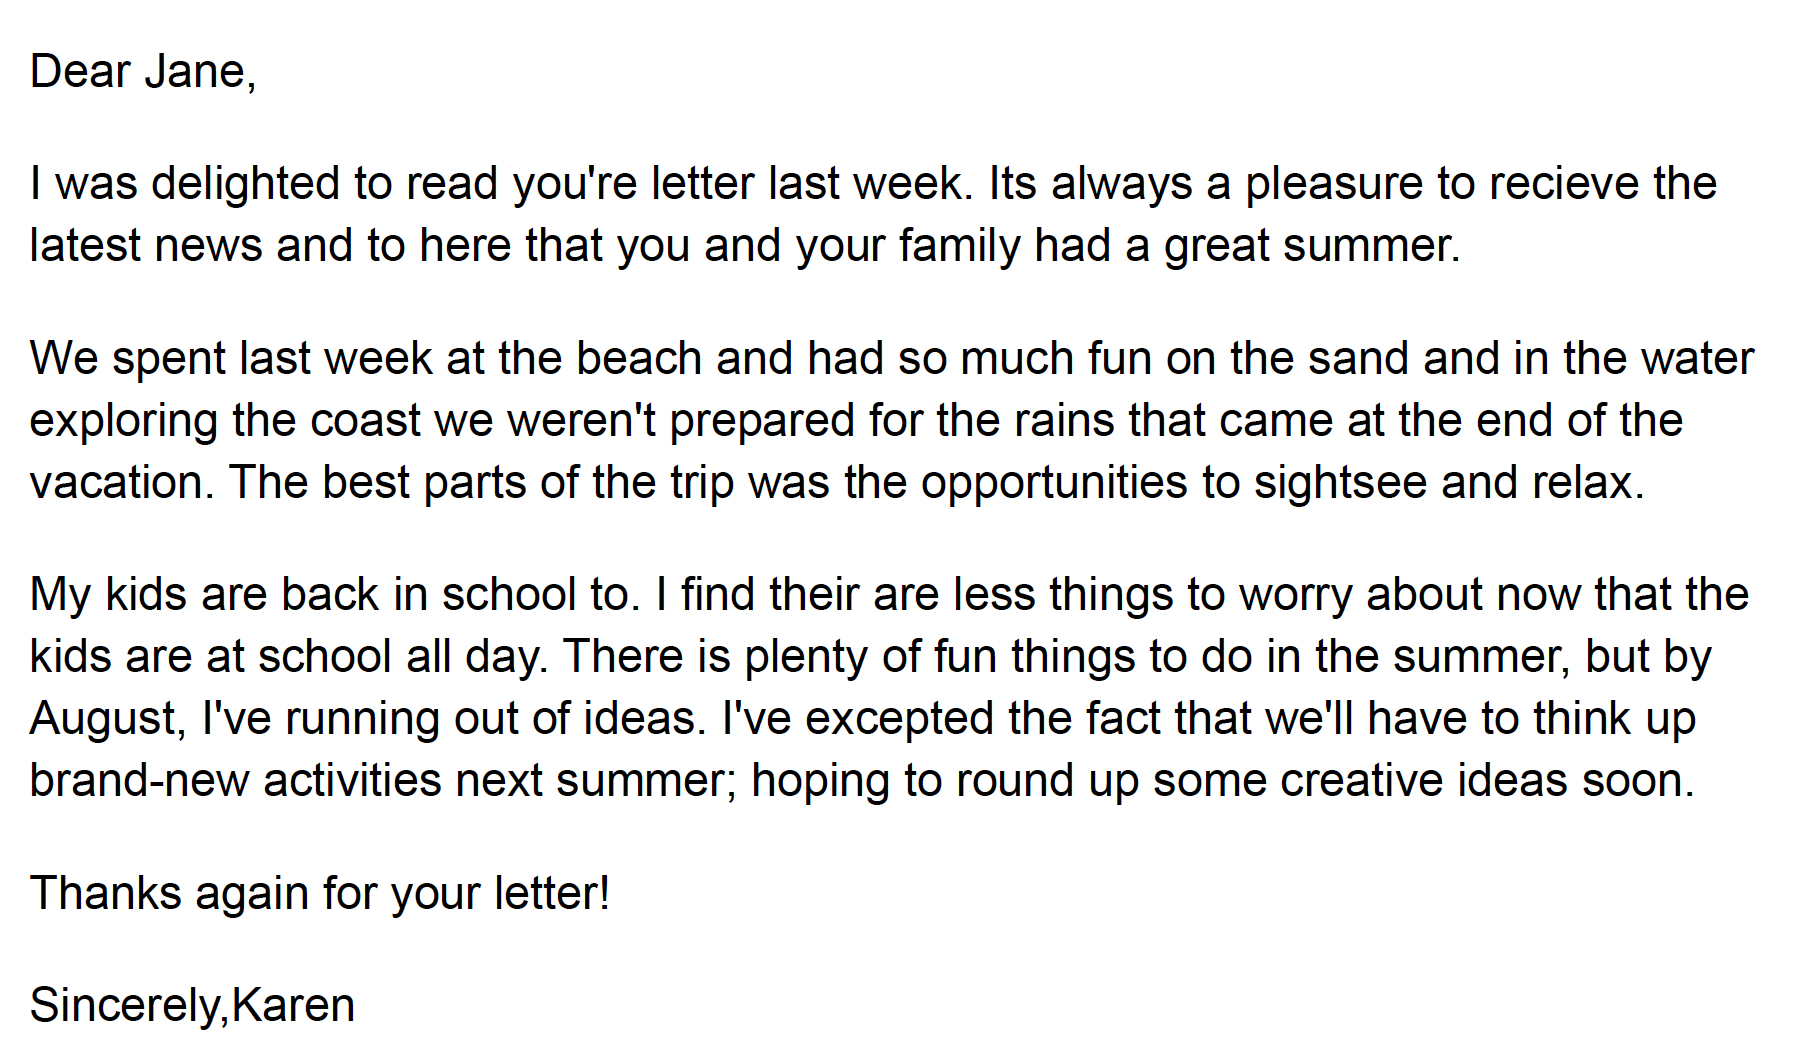 Dear Jane,
I was delighted to read you're letter last week. Its always a pleasure to recieve the
latest news and to here that you and your family had a great summer.
We spent last week at the beach and had so much fun on the sand and in the water
exploring the coast we weren't prepared for the rains that came at the end of the
vacation. The best parts of the trip was the opportunities to sightsee and relax.
My kids are back in school to. I find their are less things to worry about now that the
kids are at school all day. There is plenty of fun things to do in the summer, but by
August, I've running out of ideas. I've excepted the fact that we'll have to think up
brand-new activities next summer; hoping to round up some creative ideas soon.
Thanks again for your letter!
Sincerely,Karen